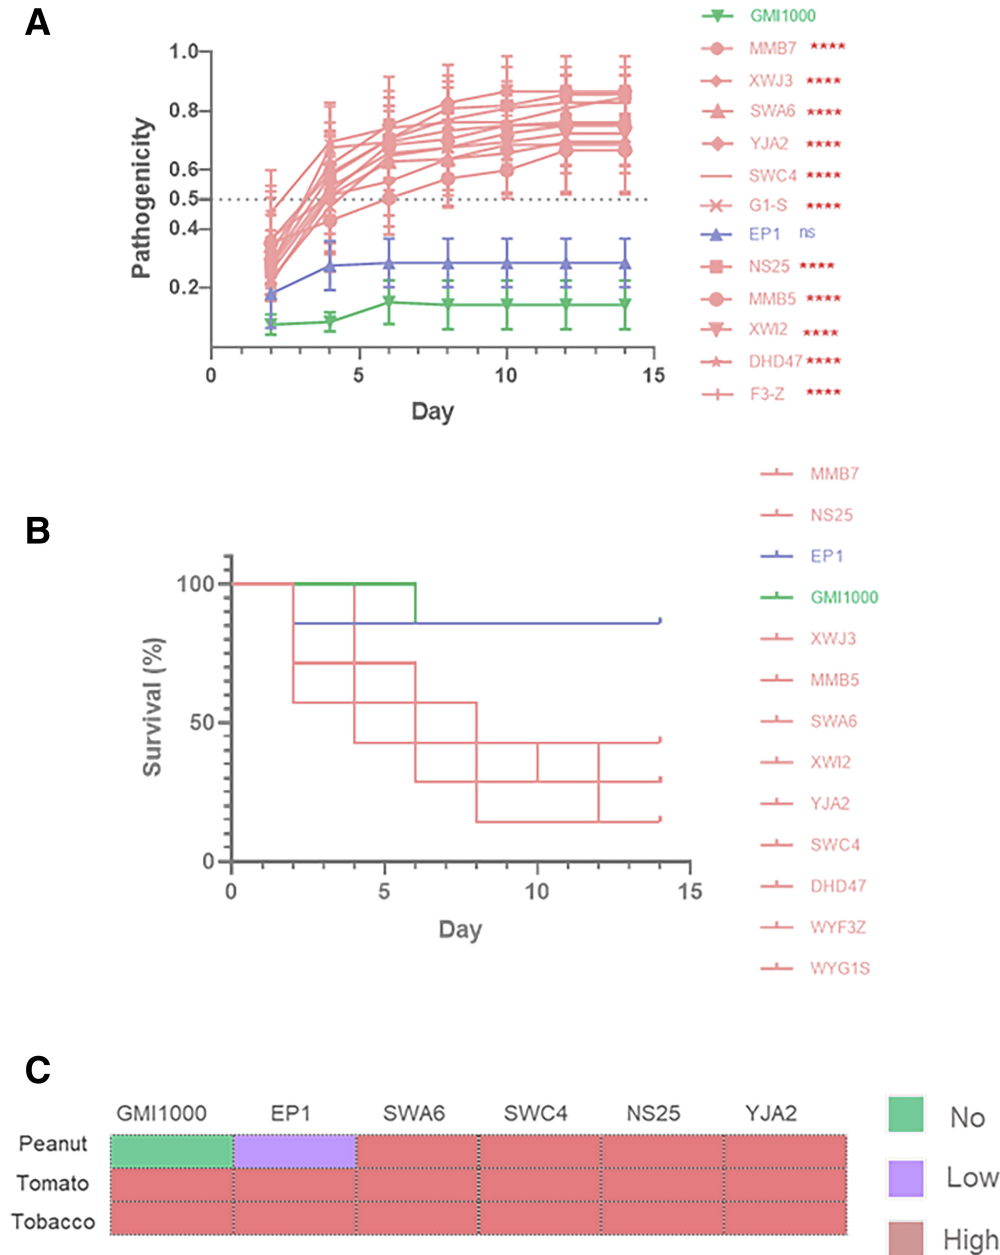 A
Pathogenicity
1.0
0.8
0.6
0.5
0.4
0.2
0
5
10
15
Day
GMI1000
MMB7 ****
XWJ3 ****
SWA6 ****
YJA2 ****
SWC4 ****
G1-S ****
EP1 ns
NS25 ****
MMB5 ****
XWI2 ****
DHD47 ****
F3-Z ****
B
Survival (%)
100
50
0
0
5
10
15
Day
MMB7
NS25
EP1
GMI1000
XWJ3
MMB5
SWA6
XWI2
YJA2
SWC4
DHD47
WYF3Z
WYG1S
C
GMI1000 EP1 SWA6 SWC4 NS25 YJA2
Peanut
Tomato
Tobacco
No
Low
High